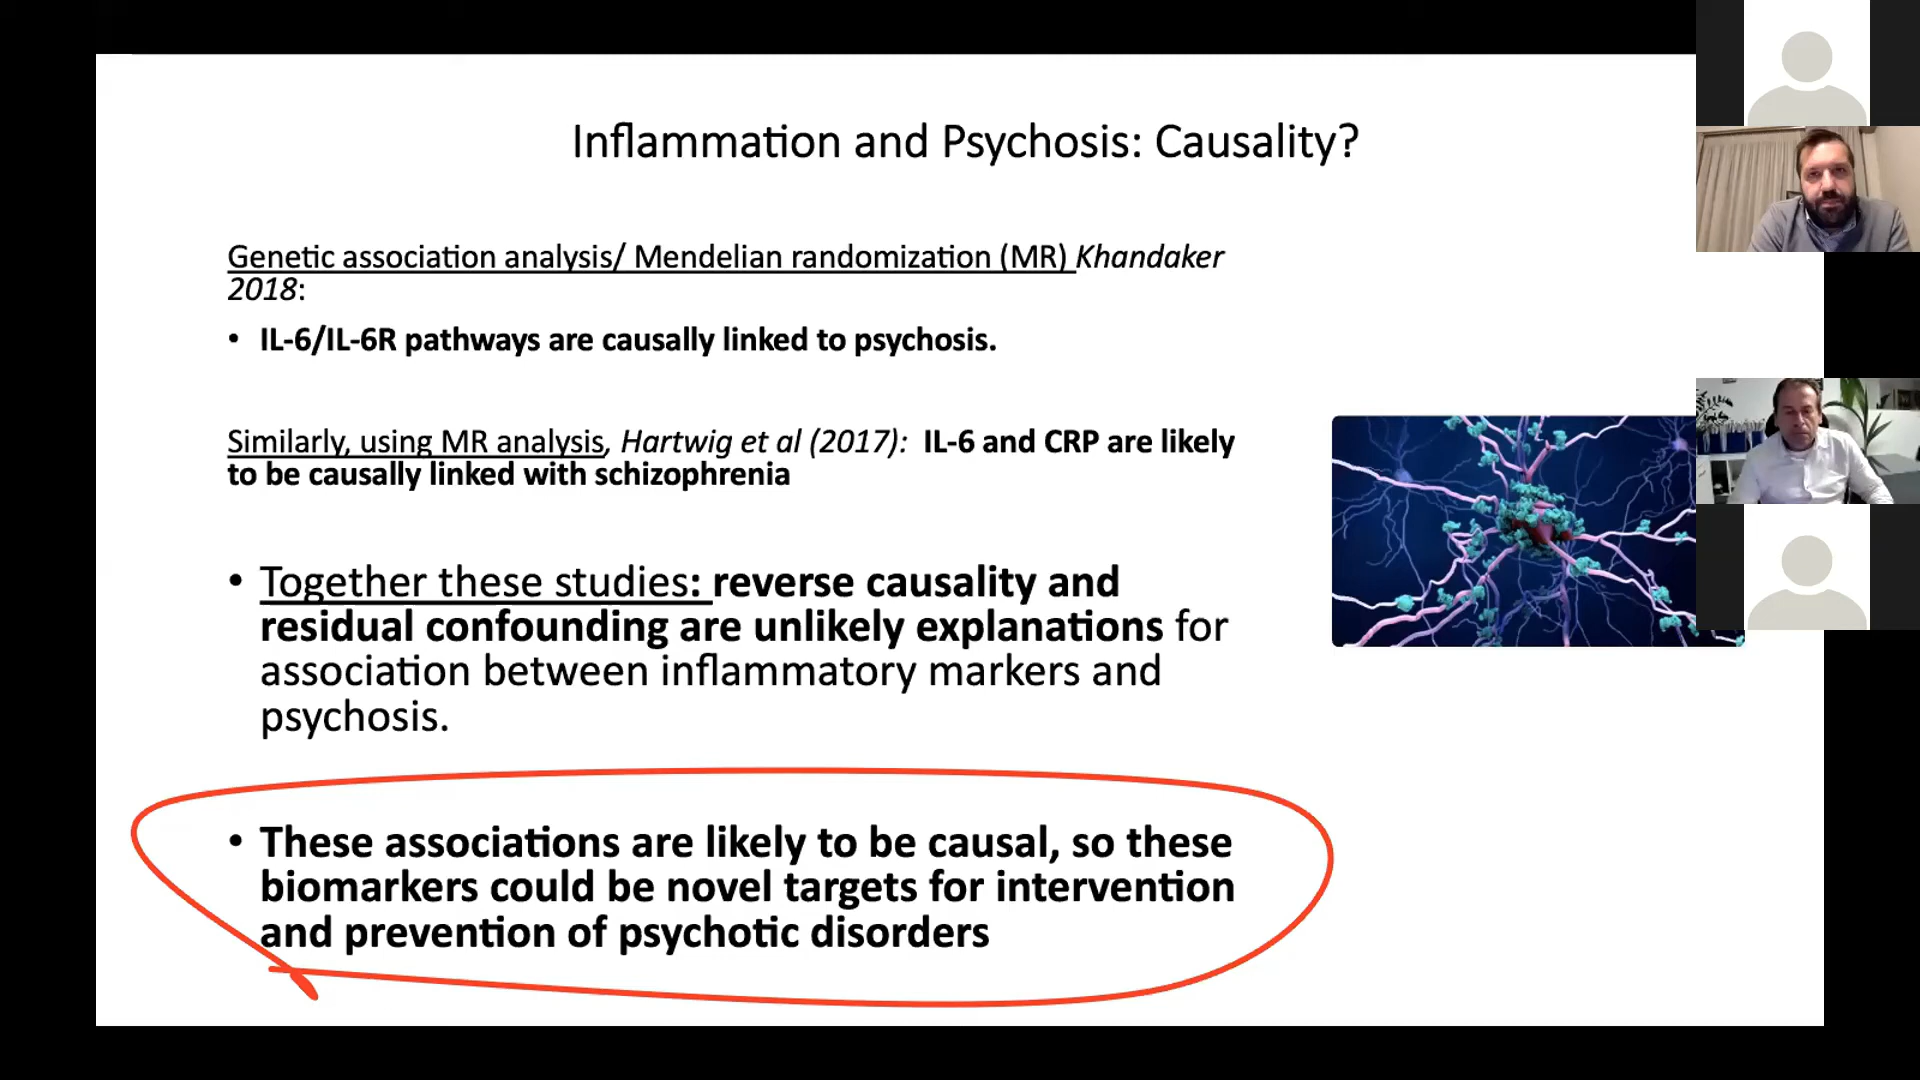 Inflammation and Psychosis: Causality?
Genetic association analysis/ Mendelian randomization (MR) Khandaker
2018:
• IL-6/IL-6R pathways are causally linked to psychosis.
Similarly, using MR analysis, Hartwig et al (2017): IL-6 and CRP are likely
to be causally linked with schizophrenia
• Together these studies: reverse causality and
residual confounding are unlikely explanations for
association between inflammatory markers and
psychosis.
• These associations are likely to be causal, so these
biomarkers could be novel targets for intervention
and prevention of psychotic disorders